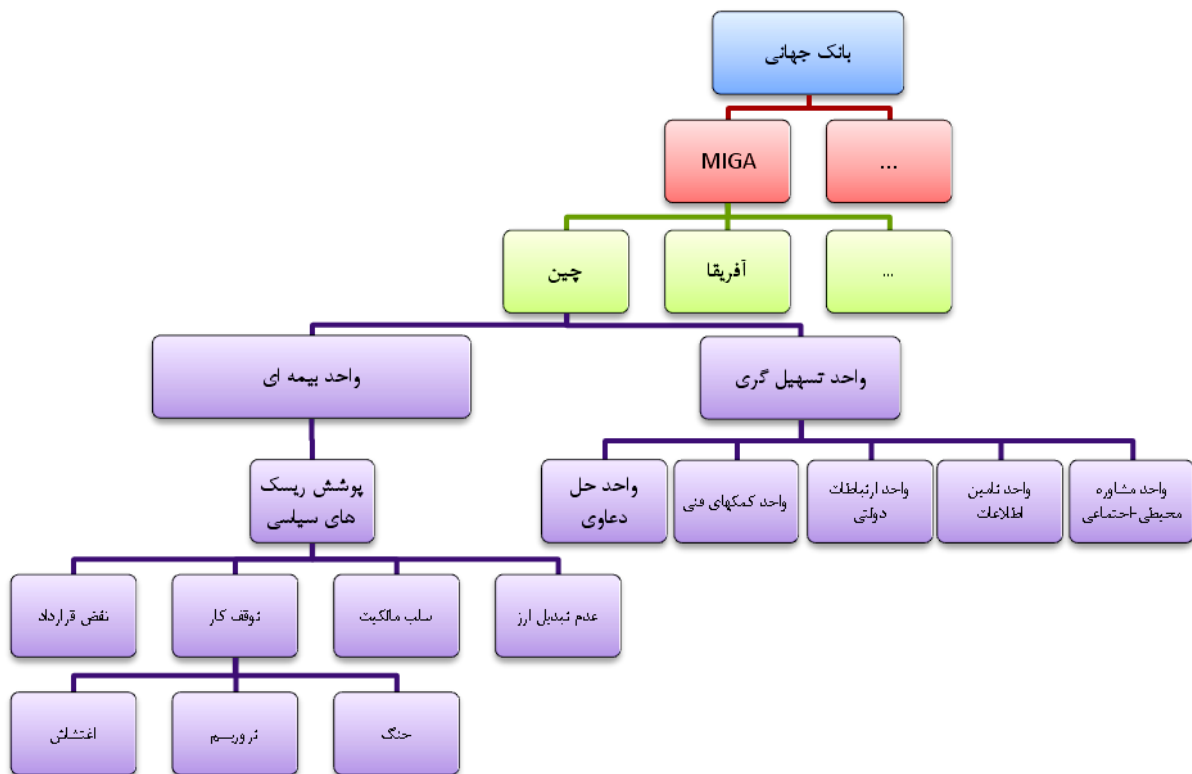 بانک جهانی
MIGA
...
چین
آفریقا
...
واحد بیمه ای
واحد تسهیل گری
پوشش ریسک
های سیاسی
واحد حل
دعاوی
واحد کمکهای فنی
واحد ارتباطات
دولتی
واحد تامین
اطلاعات
واحد مشاوره
محیطی-اجتماعی
نقض قرارداد
توقف کار
سلب مالکیت
عدم تبدیل ارز
اغتشاش
تروریسم
جنگ